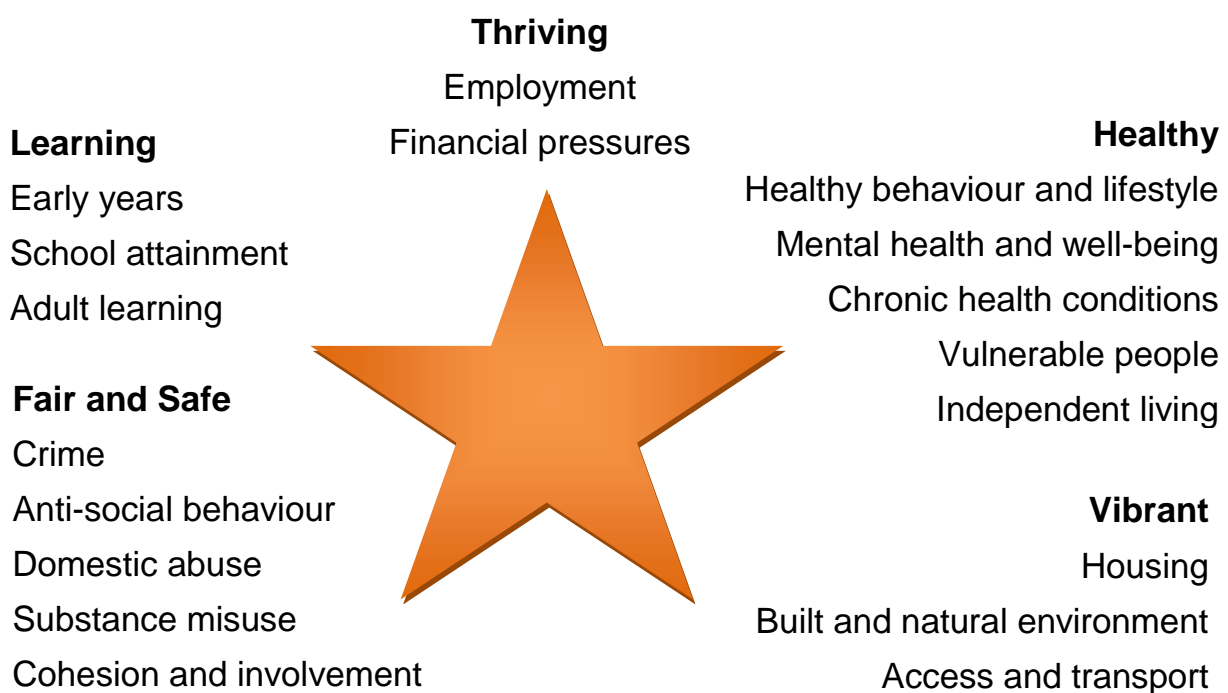 Thriving
Employment
Financial pressures
Learning
Early years
School attainment
Adult learning
Healthy
Healthy behaviour and lifestyle
Mental health and well-being
Chronic health conditions
Vulnerable people
Independent living
Fair and Safe
Crime
Anti-social behaviour
Domestic abuse
Substance misuse
Cohesion and involvement
Vibrant
Housing
Built and natural environment
Access and transport